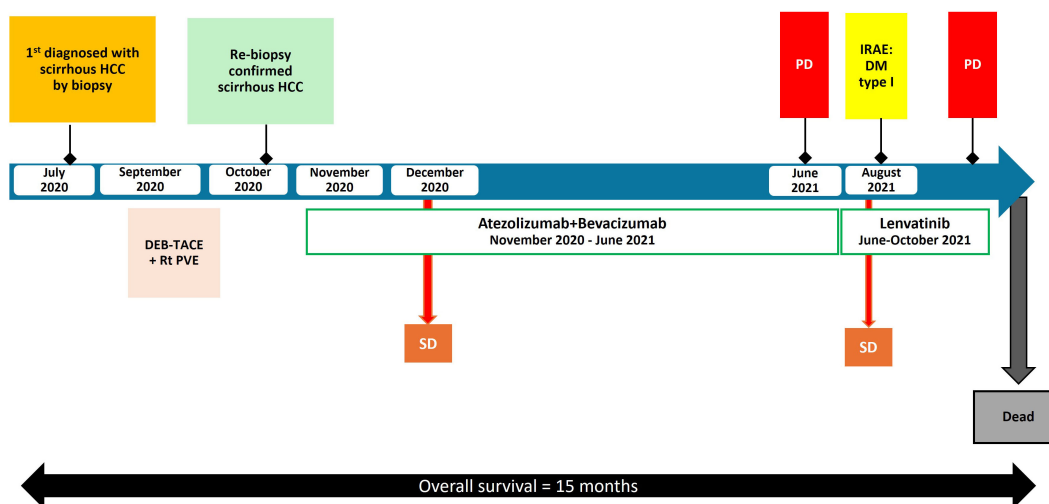 1st diagnosed with
scirrhous HCC
by biopsy
Re-biopsy
confirmed
scirrhous HCC
PD
IRAE:
DM
type I
PD
July
2020
September
2020
October
2020
November
2020
December
2020
June
2021
August
2021
DEB-TACE
+ Rt PVE
Atezolizumab+Bevacizumab
November 2020 - June 2021
Lenvatinib
June-October 2021
SD
SD
Dead
Overall survival = 15 months